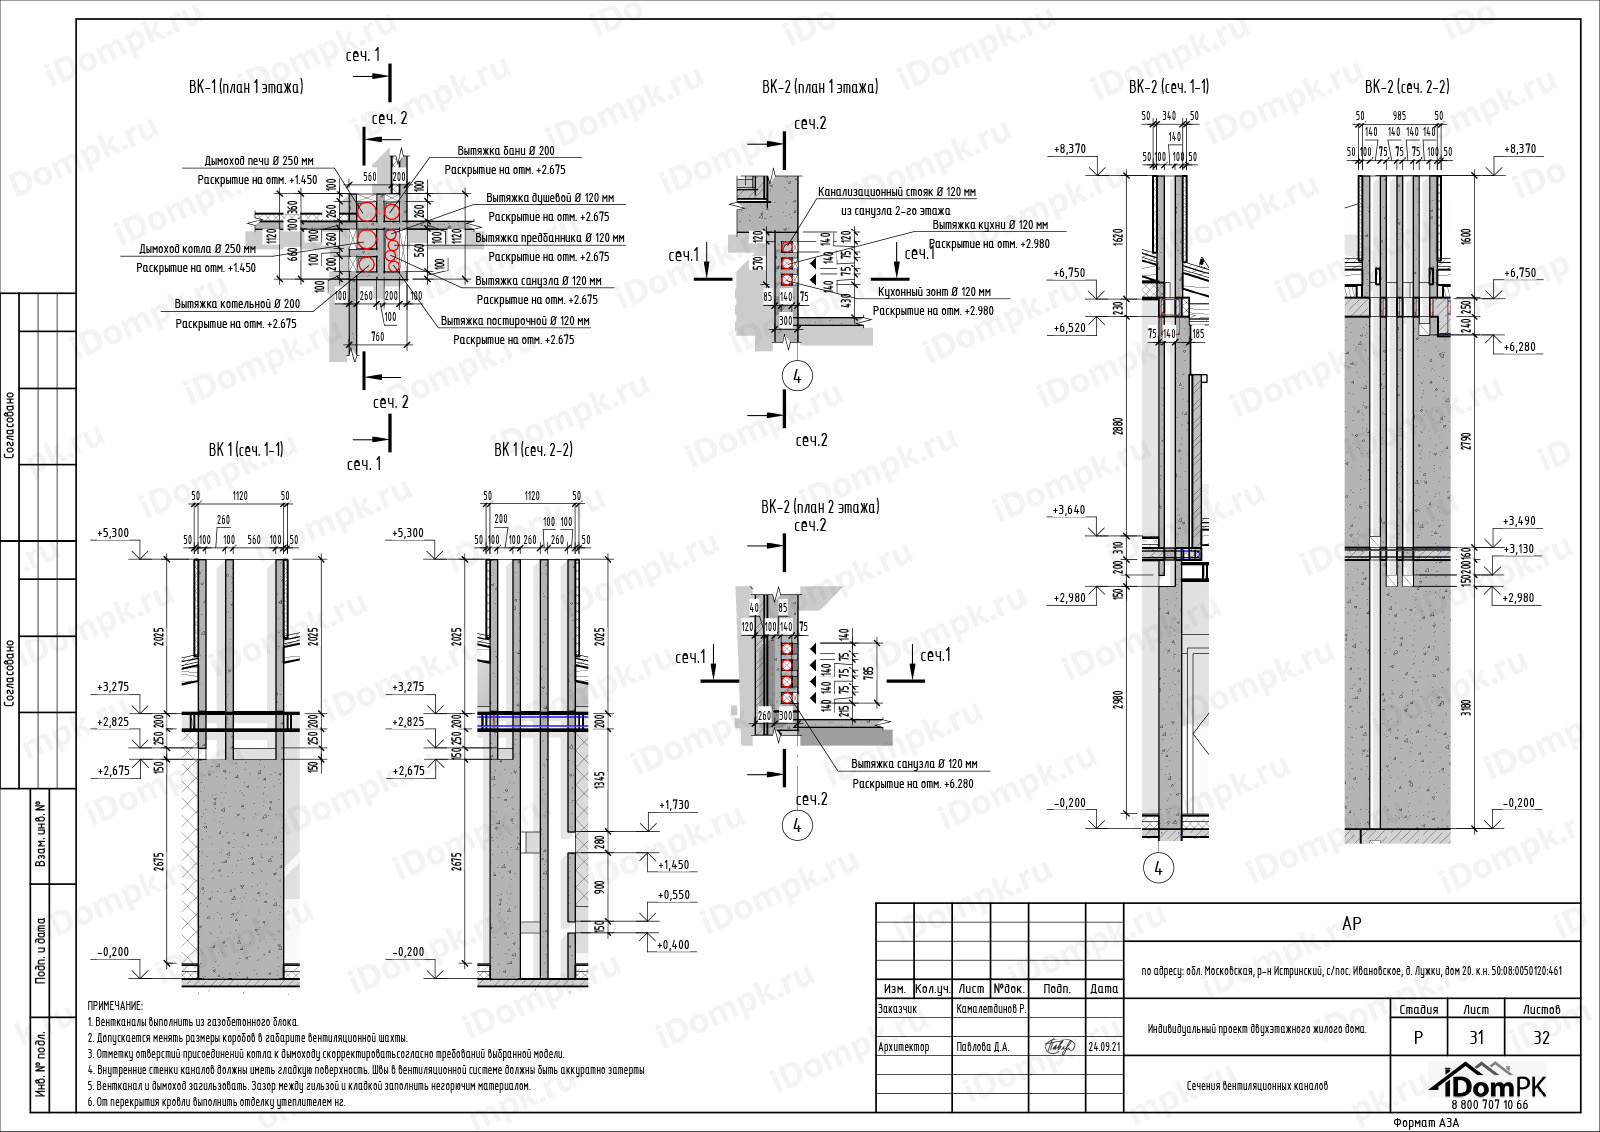 сеч. 1
ВК-1 (план 1 этажа)
сеч. 2
Дымоход печи Ø 250 мм
Раскрытие на отм. +1.450
Вытяжка бани Ø 200
Раскрытие на отм. +2.675
560
200
100
Вытяжка душевой Ø 120 мм
Раскрытие на отм. +2.675
Вытяжка предбанника Ø 120 мм
Раскрытие на отм. +2.675
Дымоход котла Ø 250 мм
Раскрытие на отм. +1.450
1120
100
360
660
260
100
260
100
200
100
260
100
560
100
1120
Вытяжка санузла Ø 120 мм
Раскрытие на отм. +2.675
Вытяжка котельной Ø 200
Раскрытие на отм. +2.675
100
260
200
100
100
760
Вытяжка постирочной Ø 120 мм
Раскрытие на отм. +2.675
сеч. 2
сеч. 1
ВК-2 (план 1 этажа)
сеч.2
Канализационный стояк Ø 120 мм
из санузла 2-го этажа
Вытяжка кухни Ø 120 мм
Раскрытие на отм. +2.980
сеч.1
сеч.1
Кухонный зонт Ø 120 мм
Раскрытие на отм. +2.980
120
570
85
140
75
300
140
75
75
140
120
430
4
сеч.2
ВК-2 (план 2 этажа)
сеч.2
40
85
120
100
140
75
140
сеч.1
сеч.1
140
75
140
75
140
75
215
785
260
300
Вытяжка санузла Ø 120 мм
Раскрытие на отм. +6.280
сеч.2
4
ВК-2 (сеч. 1-1)
50
340
50
140
50
100
100
50
+8,370
1620
+6,750
230
+6,520
75
140
185
2880
+3,640
310
200
150
+2,980
2980
-0,200
4
ВК-2 (сеч. 2-2)
50
985
50
140
140
140
140
50
100
75
75
75
100
50
+8,370
1600
+6,750
250
240
+6,280
2790
+3,490
160
+3,130
200
150
+2,980
3180
-0,200
ВК 1 (сеч. 1-1)
50
1120
50
260
50
100
100
560
100
50
+5,300
2025
2025
+3,275
200
200
+2,825
250
250
150
150
+2,675
2675
-0,200
ВК 1 (сеч. 2-2)
50
1120
50
200
100
100
50
100
100
260
260
50
+5,300
2025
2025
+3,275
200
200
+2,825
250
150
+2,675
1345
+1,730
280
+1,450
2675
900
+0,550
150
+0,400
-0,200
ПРИМЕЧАНИЕ:
1. Вентканалы выполнить из газобетонного блока.
2. Допускается менять размеры коробов в габарите вентиляционной шахты.
3. Отметку отверстий присоединений котла к дымоходу скорректироватьсогласно требований выбранной модели.
4. Внутренние стенки каналов должны иметь гладкую поверхность. Швы в вентиляционной системе должны быть аккуратно затерты
5. Вентканал и дымоход загильзовать. Зазор между гильзой и кладкой заполнить негорючим материалом.
6. От перекрытия кровли выполнить отделку утеплителем нг.
Согласовано
Согласовано
Взам. инв. №
Подп. и дата
Инв. № подл.
АР
по адресу: обл. Московская, р-н Истринский, с/пос. Ивановское, д. Лужки, дом 20. к.н. 50:08:0050120:461
Изм.
Кол.уч.
Лист
№док.
Подп.
Дата
Заказчик
Камалетдинов Р.
Архитектор
Павлова Д.А.
24.09.21
Индивидуальный проект двухэтажного жилого дома.
Стадия
Лист
Листов
Р
31
32
Сечения вентиляционных каналов
iDomPK
8 800 707 10 66
Формат А3А
iDompk.ru